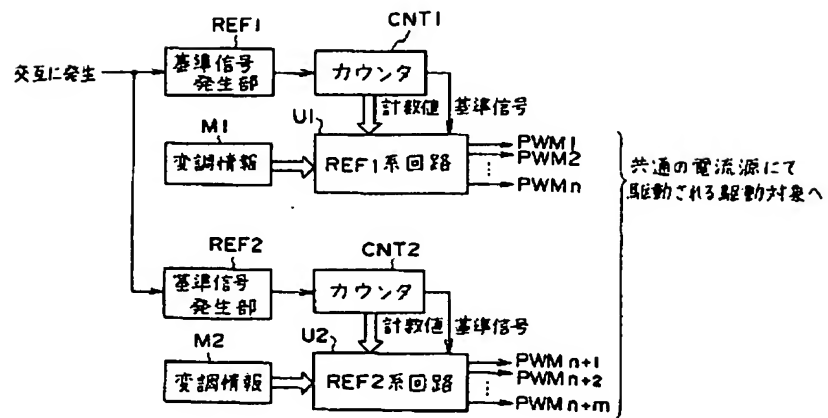 REF1
CNT1
交互に発生
基準信号
発生部
カウンタ
計数値
基準信号
U1
M1
変調情報
REF1系回路
PWM1
PWM2
PWMn
共通の電流源にて
駆動される駆動対象へ
REF2
CNT2
基準信号
発生部
カウンタ
計数値
基準信号
U2
M2
変調情報
REF2系回路
PWMn+1
PWMn+2
PWMn+m